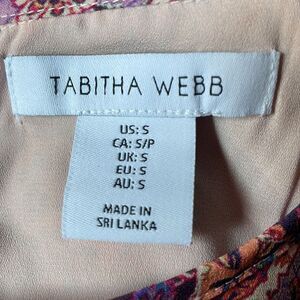 TABITHA WEBB
US: S
CA: S/P
UK: S
EU: S
AU: S
MADE IN
SRI LANKA